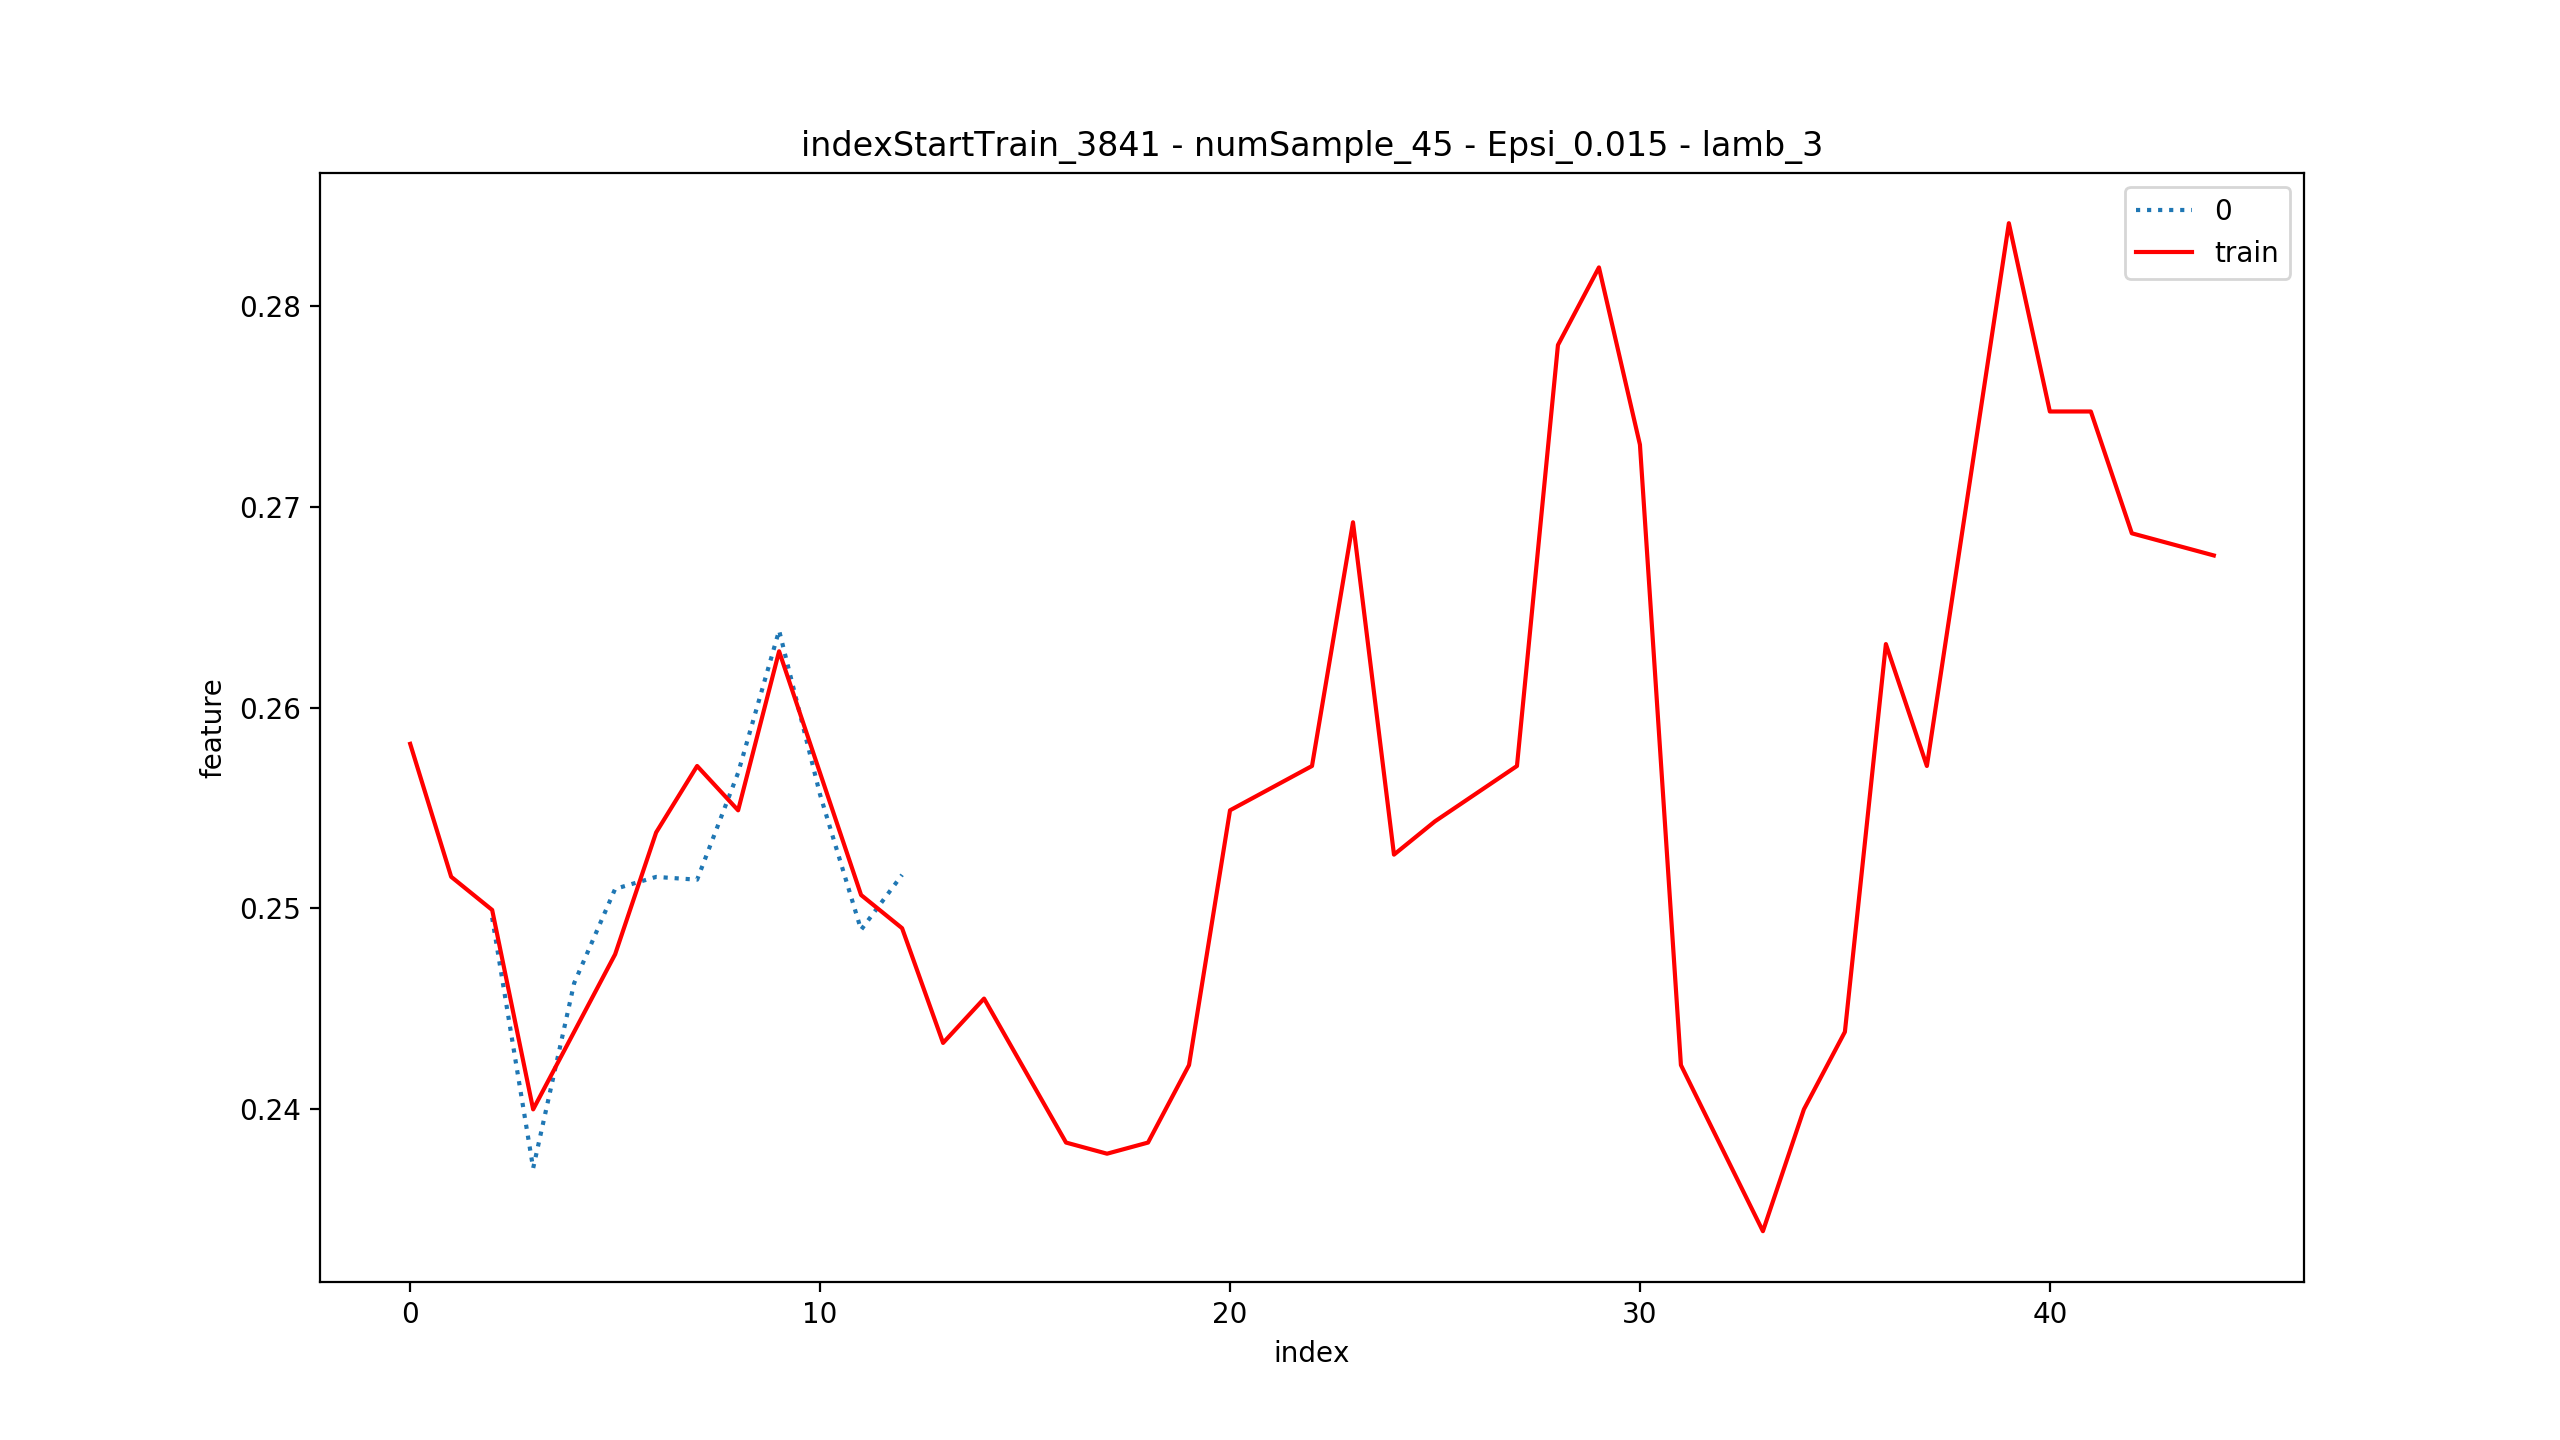 indexStartTrain_3841 - numSample_45 - Epsi_0.015 - lamb_3
0
train
0.28
0.27
0.26
0.25
0.24
feature
0 10 20 30 40
index